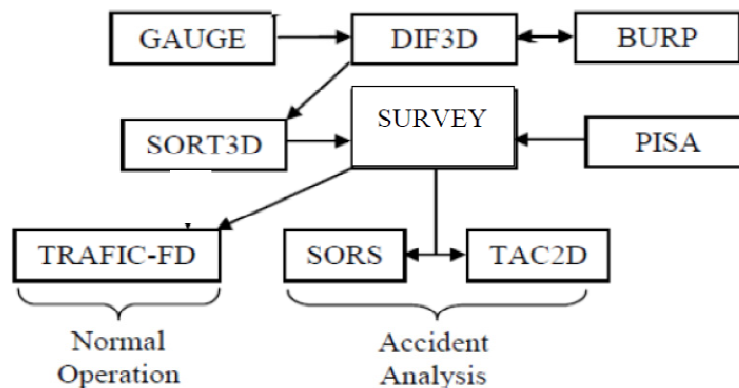 GAUGE
DIF3D
BURP
SORT3D
SURVEY
PISA
TRAFIC-FD
SORS
TAC2D
Normal
Operation
Accident
Analysis